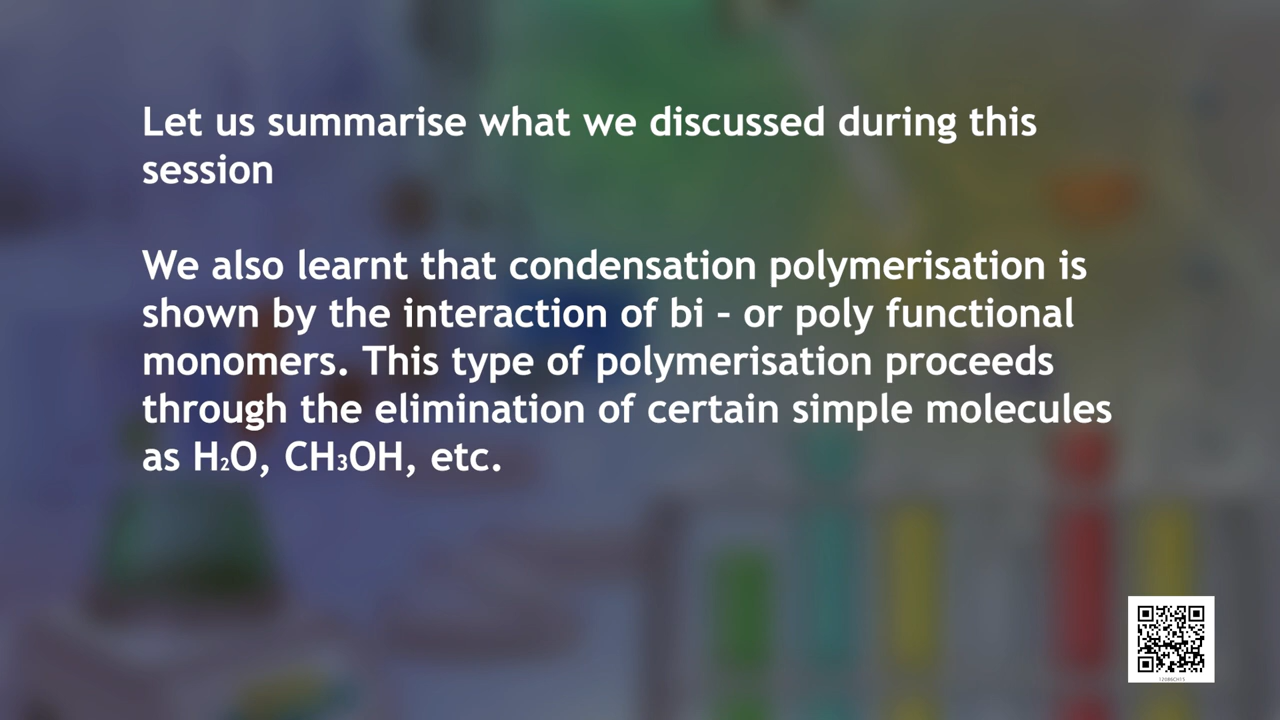 Let us summarise what we discussed during this
session
We also learnt that condensation polymerisation is
shown by the interaction of bi – or poly functional
monomers. This type of polymerisation proceeds
through the elimination of certain simple molecules
as H₂O, CH₃OH, etc.